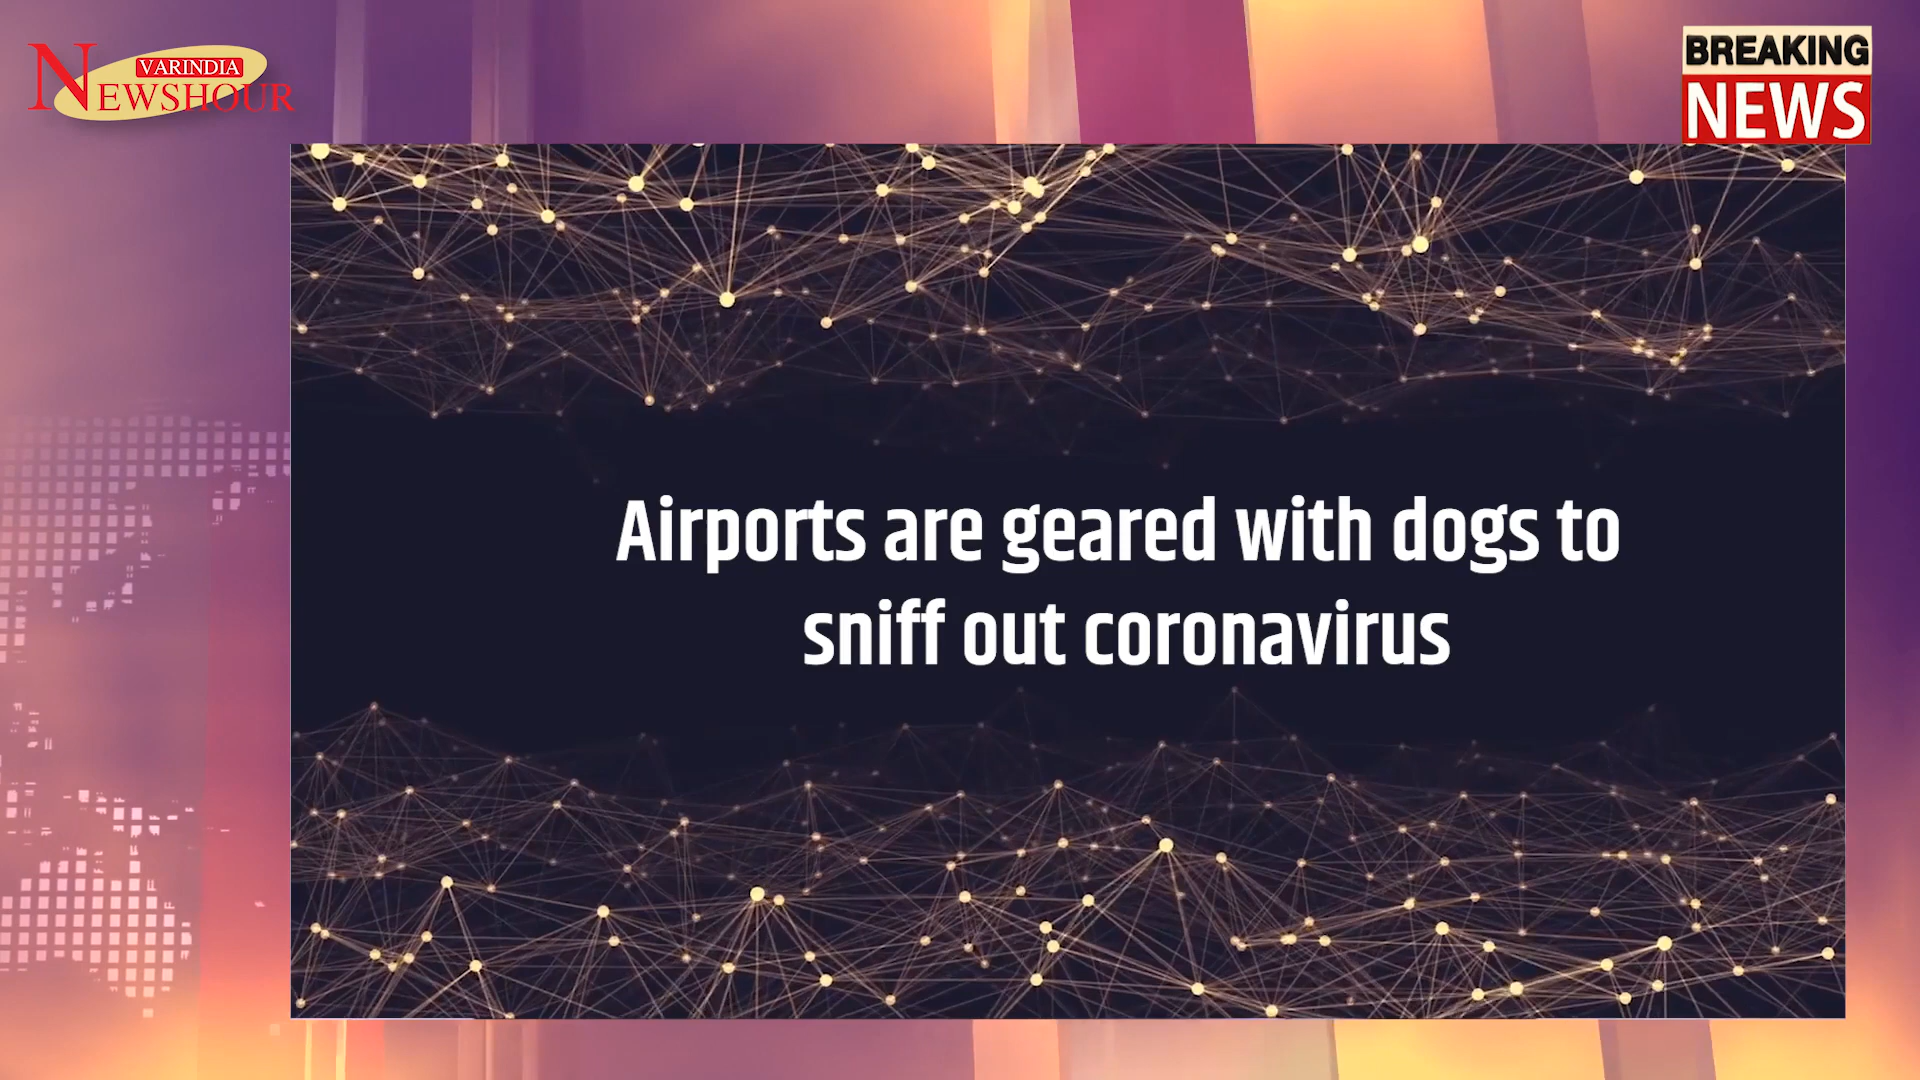 VARINDIA
NEWSHOUR
BREAKING
NEWS
Airports are geared with dogs to
sniff out coronavirus